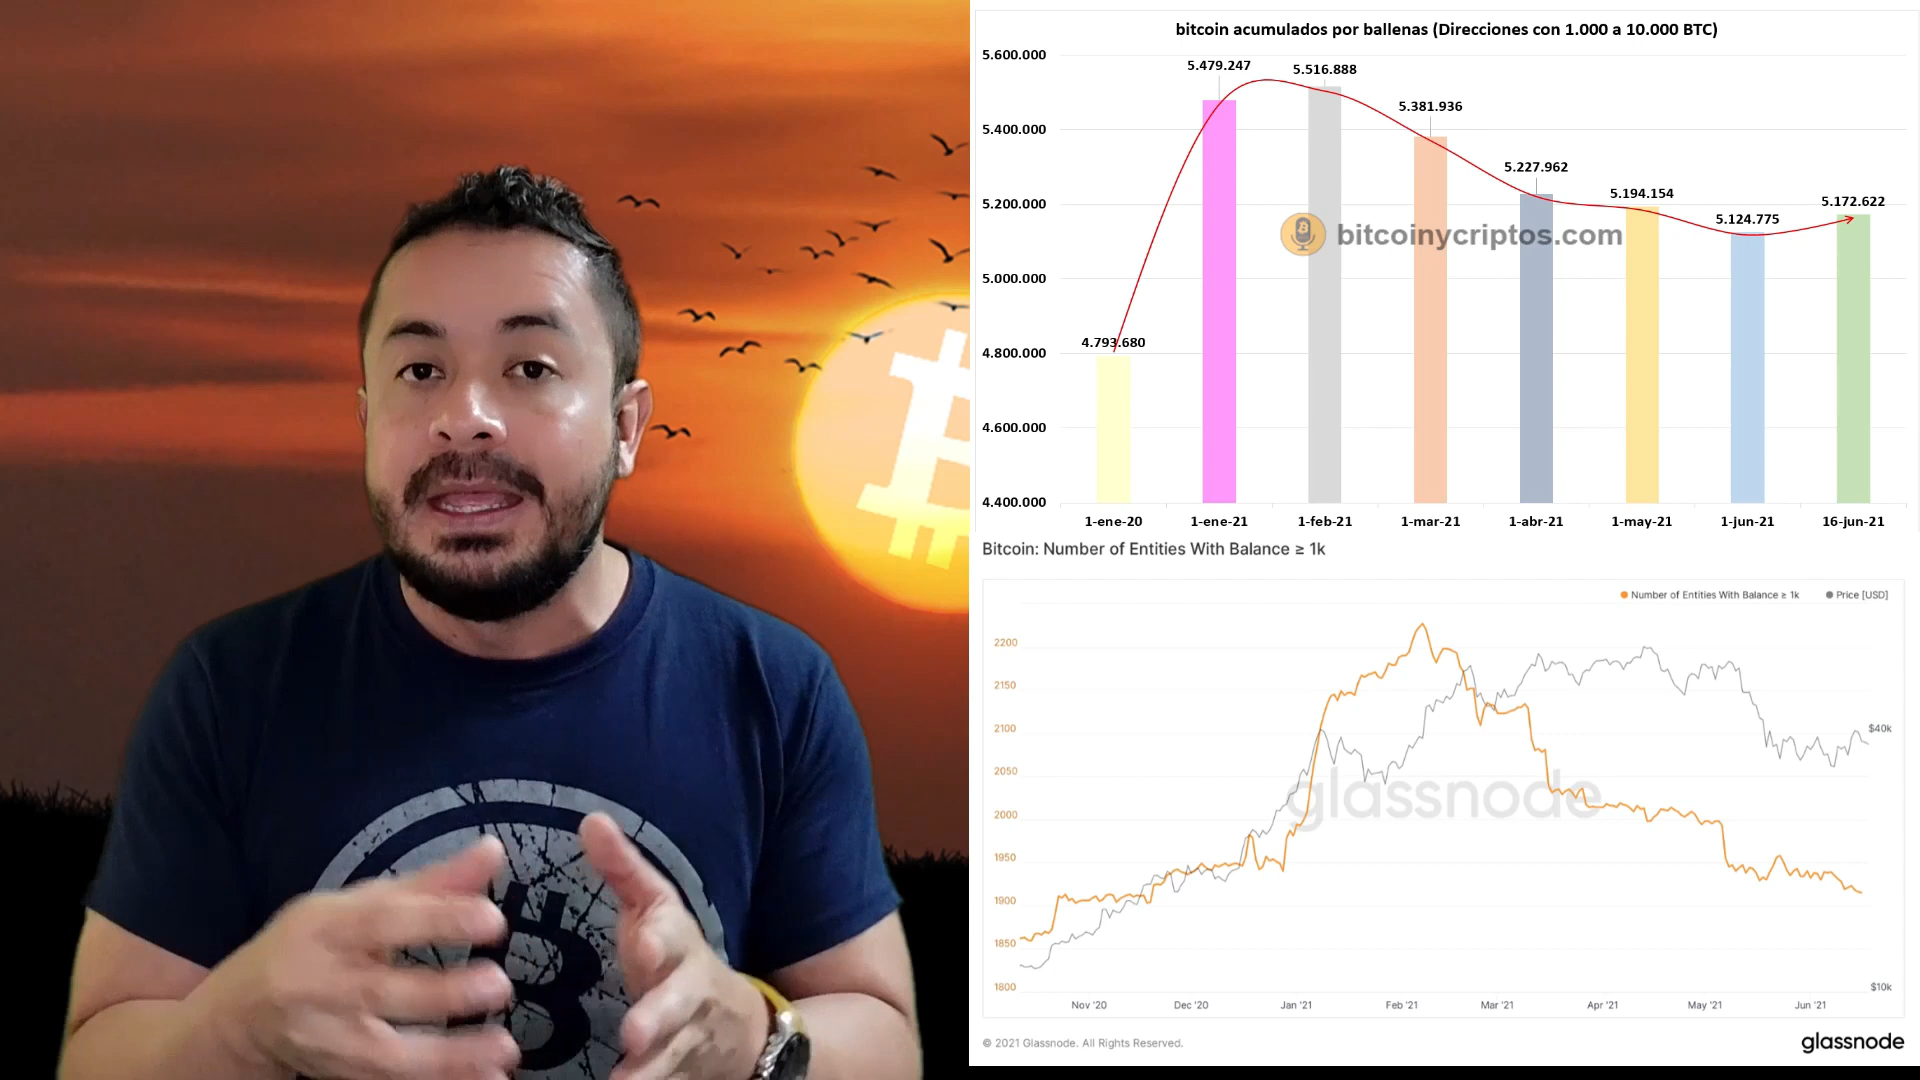 bitcoin acumulados por ballenas (Direcciones con 1.000 a 10.000 BTC)
5.600.000
5.400.000
5.200.000
5.000.000
4.800.000
4.600.000
4.400.000
4.793.680
5.479.247
5.516.888
5.381.936
5.227.962
5.194.154
5.124.775
5.172.622
bitcoinycriptos.com
1-ene-20 1-ene-21 1-feb-21 1-mar-21 1-abr-21 1-may-21 1-jun-21 16-jun-21
Bitcoin: Number of Entities With Balance ≥ 1k
Number of Entities With Balance ≥ 1k Price [USD]
2200
2150
2100
2050
2000
1950
1900
1850
1800
$40k
$10k
glassnode
Nov '20 Dec '20 Jan '21 Feb '21 Mar '21 Apr '21 May '21 Jun '21
© 2021 Glassnode. All Rights Reserved.
glassnode